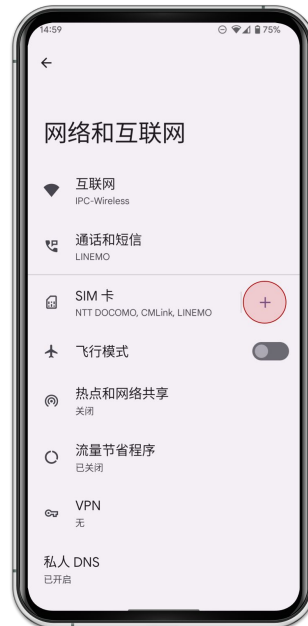 14:59
75%
网络和互联网
互联网
IPC-Wireless
通话和短信
LINEMO
SIM 卡
NTT DOCOMO, CMLink, LINEMO
飞行模式
热点和网络共享
关闭
流量节省程序
已关闭
VPN
无
私人 DNS
已开启